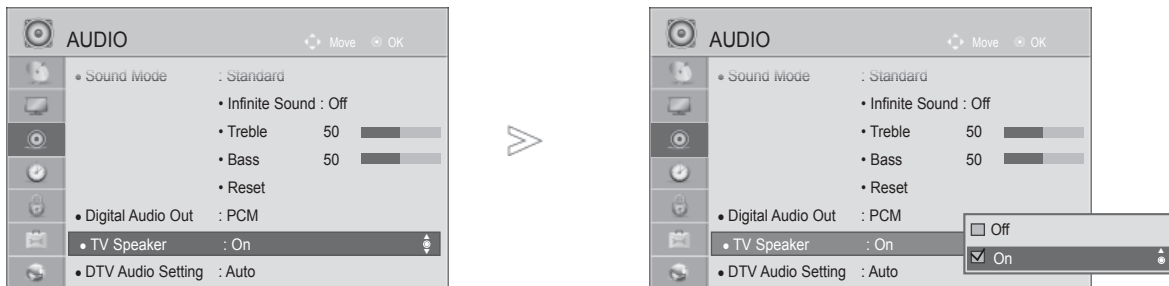 AUDIO
Move OK
• Sound Mode : Standard
• Infinite Sound : Off
• Treble 50
• Bass 50
• Reset
• Digital Audio Out : PCM
• TV Speaker : On
• DTV Audio Setting : Auto
AUDIO
Move OK
• Sound Mode : Standard
• Infinite Sound : Off
• Treble 50
• Bass 50
• Reset
• Digital Audio Out : PCM
• TV Speaker : On
• DTV Audio Setting : Auto
Off
On